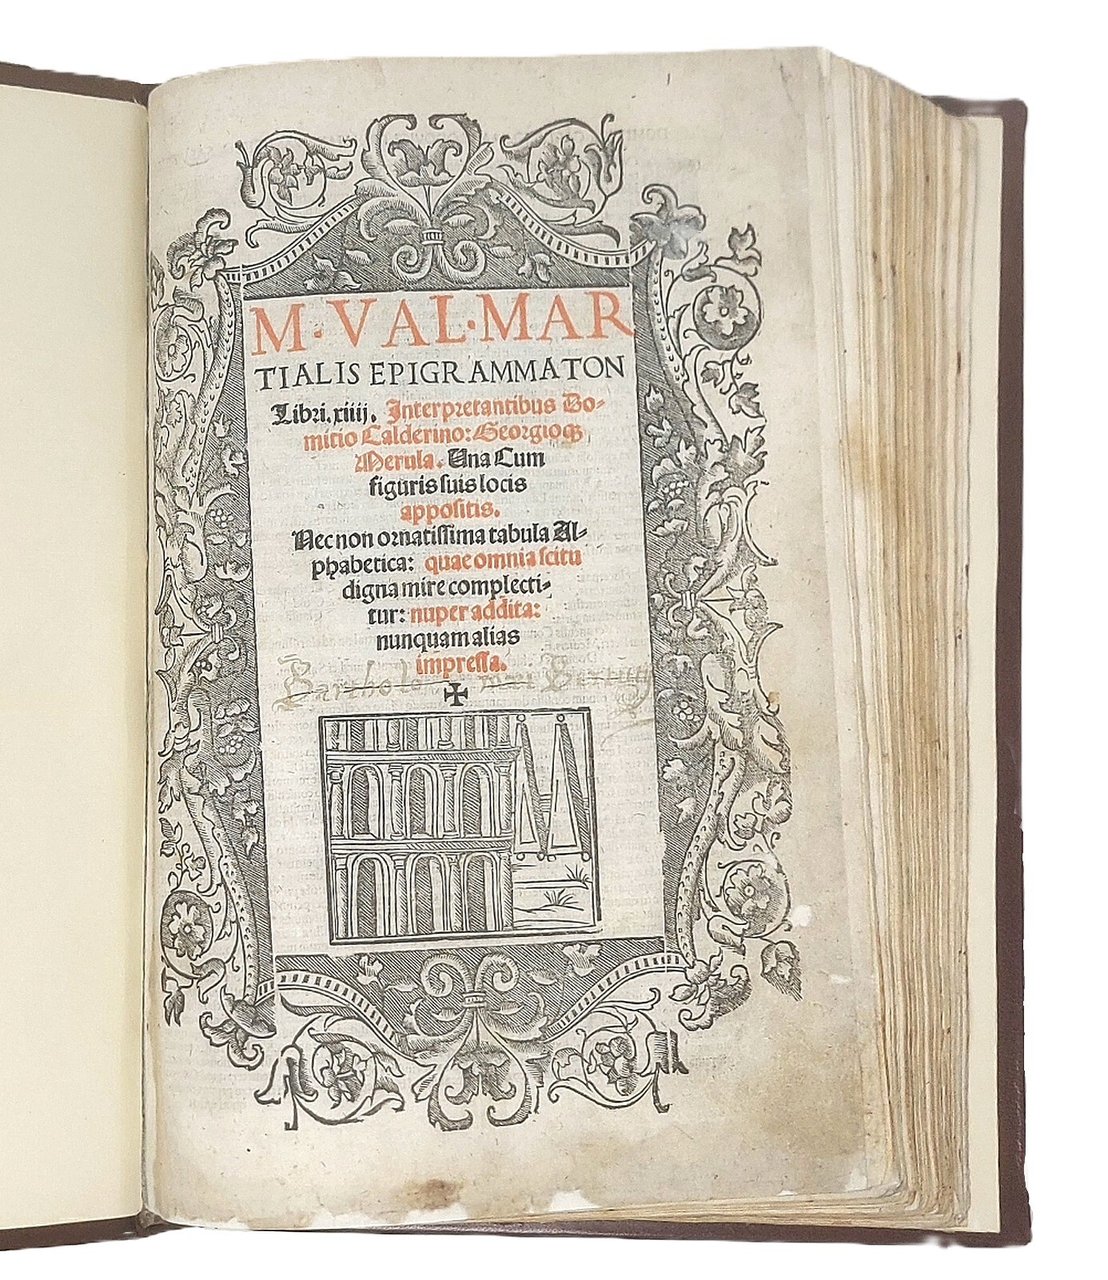 M·VAL·MAR
TIALIS EPIGRAMMATON
Libri.xiiij. Interpretantibus Do-
mitio Calderino: Georgioqꝫ
Merula. Una Cum
figuris suis locis
appositis.
Nec non ornatissima tabula Al-
phabetica: quae omnia scitu
digna mire complecti-
tur: nuper addita:
nunquam alias
impressa.
✠